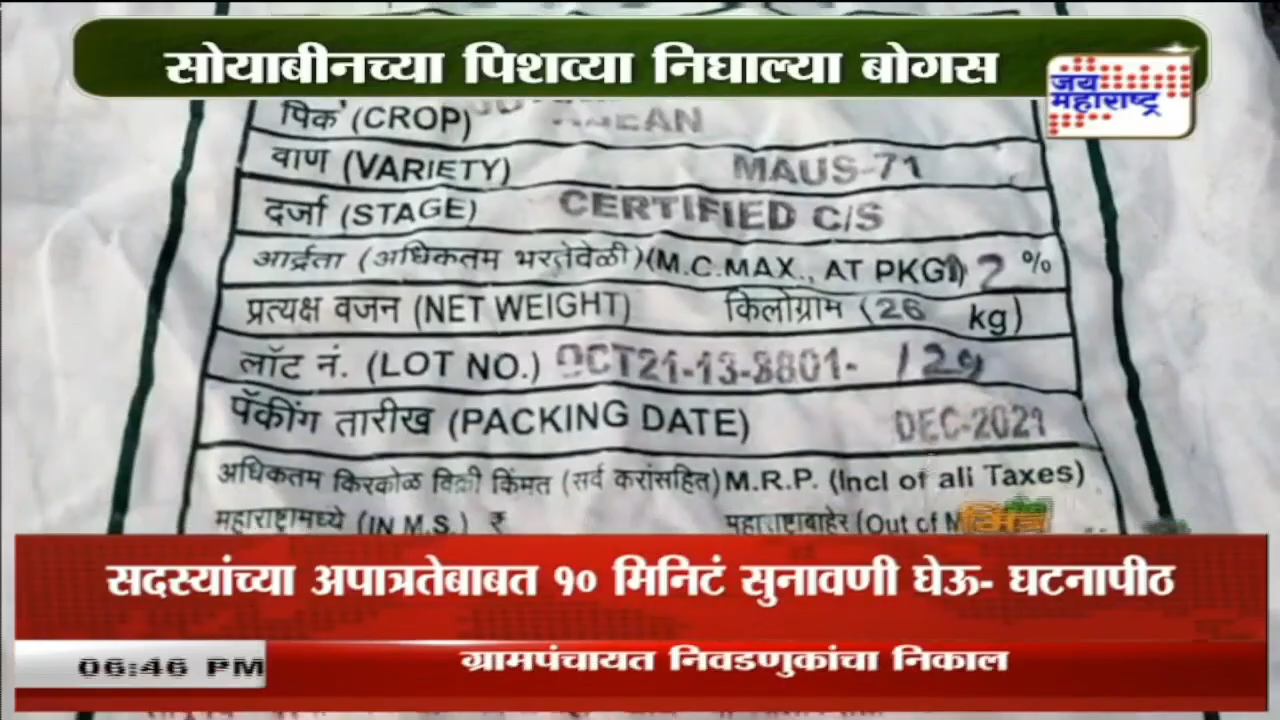 सोयाबीनच्या पिशव्या निघाल्या बोगस
जय
महाराष्ट्र
पिक (CROP)
वाण (VARIETY) MAUS-71
दर्जा (STAGE) CERTIFIED C/S
आर्द्रता (अधिकतम भरतेवेळी)(M.C.MAX., AT PKG) 12 %
प्रत्यक्ष वजन (NET WEIGHT) किलोग्राम (26 kg)
लॉट नं. (LOT NO.) OCT21-13-3801-129
पॅकींग तारीख (PACKING DATE) DEC-2021
अधिकतम किरकोळ विक्री किंमत (सर्व करांसहित) M.R.P. (Incl of all Taxes)
महाराष्ट्रामध्ये (IN M.S.) ₹ महाराष्ट्राबाहेर (Out of
सदस्यांच्या अपात्रतेबाबत १० मिनिटं सुनावणी घेऊ- घटनापीठ
06:46 PM ग्रामपंचायत निवडणुकांचा निकाल